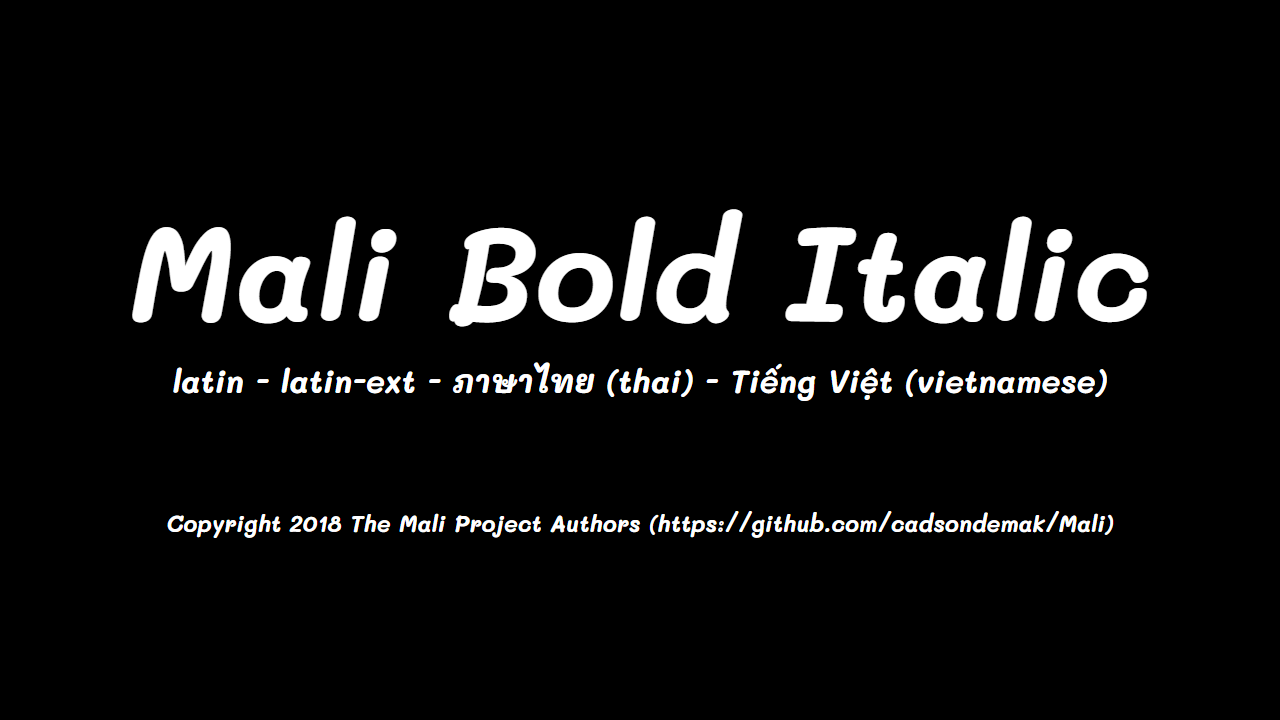 Mali Bold Italic
latin - latin-ext - ภาษาไทย (thai) - Tiếng Việt (vietnamese)
Copyright 2018 The Mali Project Authors (https://github.com/cadsondemak/Mali)